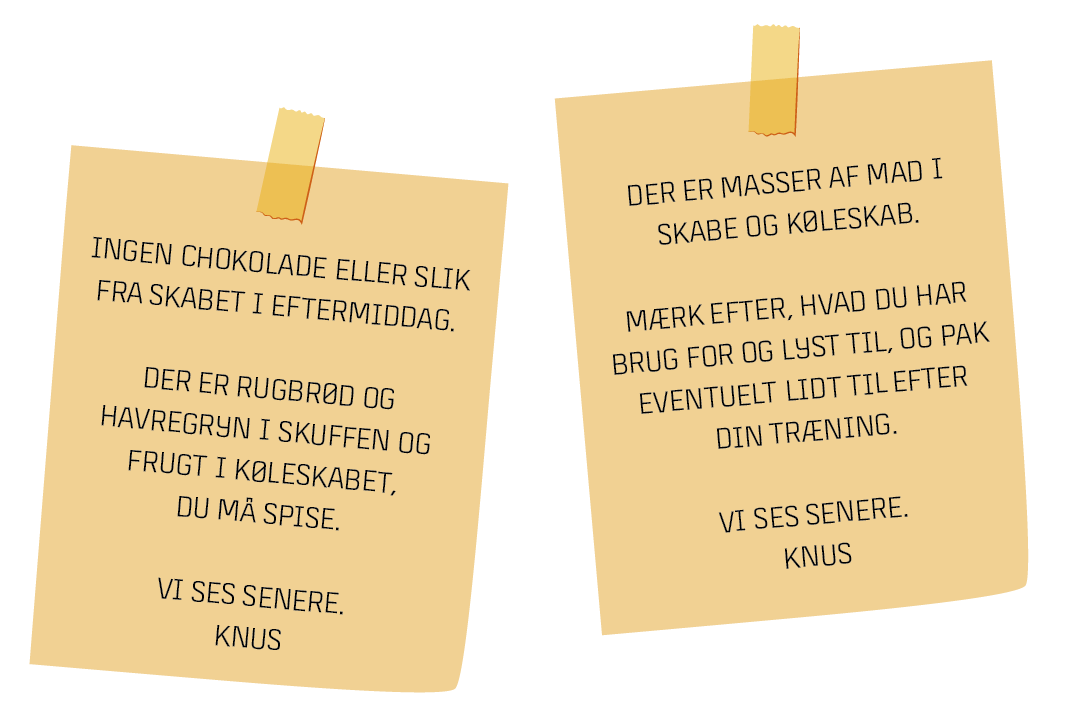 INGEN CHOKOLADE ELLER SLIK
FRA SKABET I EFTERMIDDAG.
DER ER RUGBRØD OG
HAVREGRYN I SKUFFEN OG
FRUGT I KØLESKABET,
DU MÅ SPISE.
VI SES SENERE.
KNUS
DER ER MASSER AF MAD I
SKABE OG KØLESKAB.
MÆRK EFTER, HVAD DU HAR
BRUG FOR OG LYST TIL, OG PAK
EVENTUELT LIDT TIL EFTER
DIN TRÆNING.
VI SES SENERE.
KNUS